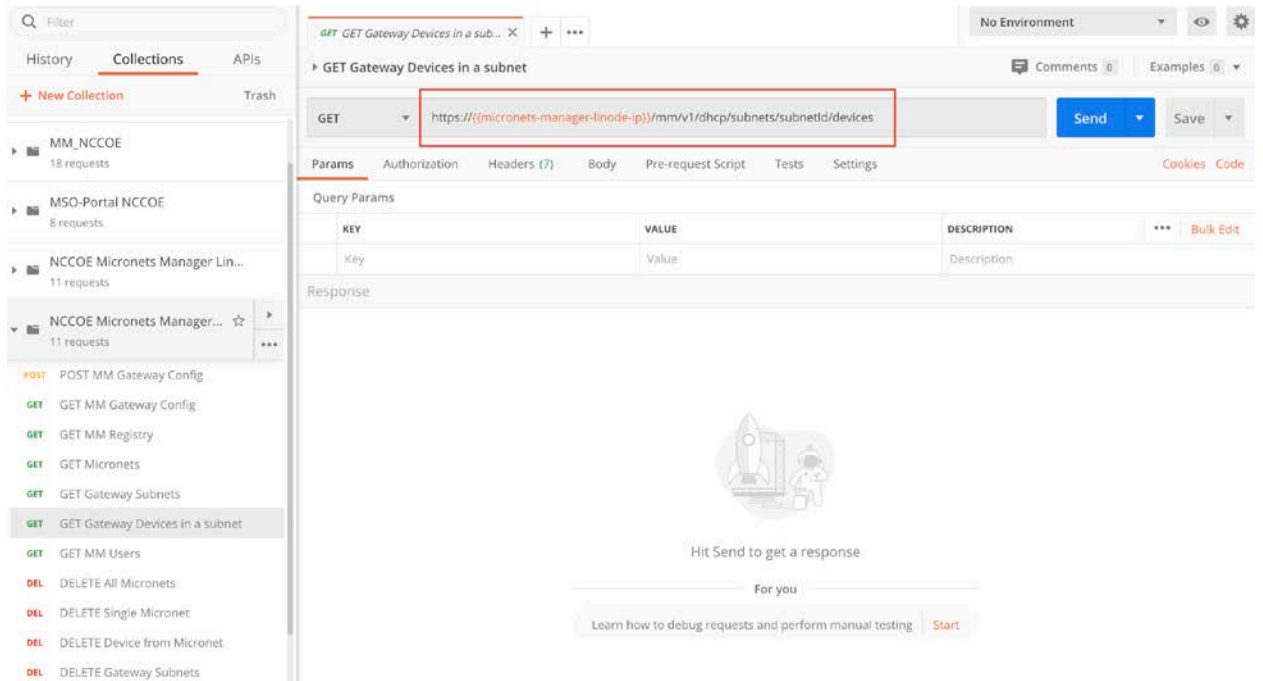 Filter
History Collections APIs
+ New Collection Trash
MM_NCCOE
18 requests
MSO-Portal NCCOE
8 requests
NCCOE Micronets Manager Lin...
11 requests
NCCOE Micronets Manager...
11 requests
POST POST MM Gateway Config
GET GET MM Gateway Config
GET GET MM Registry
GET GET Micronets
GET GET Gateway Subnets
GET GET Gateway Devices in a subnet
GET GET MM Users
DEL DELETE All Micronets
DEL DELETE Single Micronet
DEL DELETE Device from Micronet
DEL DELETE Gateway Subnets
GET GET Gateway Devices in a sub...
No Environment
GET Gateway Devices in a subnet
Comments 0 Examples 0
GET https://{{micronets-manager-linode-ip}}/mm/v1/dhcp/subnets/subnetId/devices Send Save
Params Authorization Headers (7) Body Pre-request Script Tests Settings Cookies Code
Query Params
KEY VALUE DESCRIPTION Bulk Edit
Key Value Description
Response
Hit Send to get a response
For you
Learn how to debug requests and perform manual testing Start